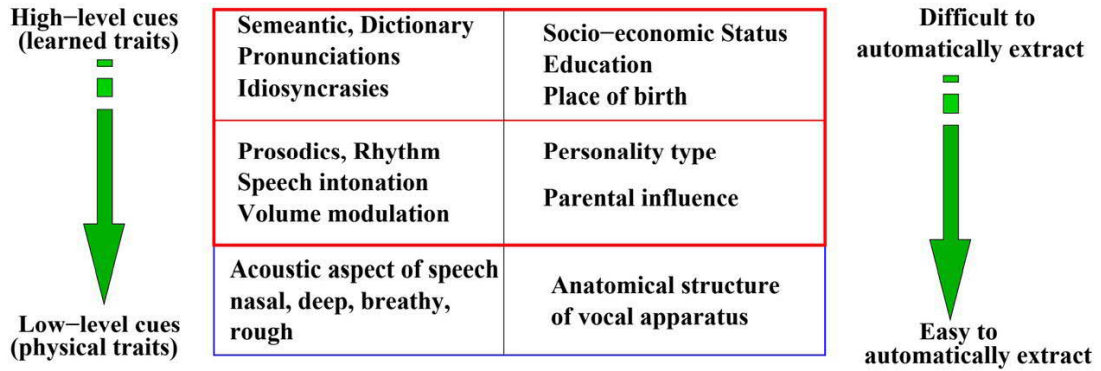 High-level cues
(learned traits)
Semeantic, Dictionary
Pronunciations
Idiosyncrasies
Socio-economic Status
Education
Place of birth
Difficult to
automatically extract
Prosodics, Rhythm
Speech intonation
Volume modulation
Personality type
Parental influence
Low-level cues
(physical traits)
Acoustic aspect of speech
nasal, deep, breathy,
rough
Anatomical structure
of vocal apparatus
Easy to
automatically extract